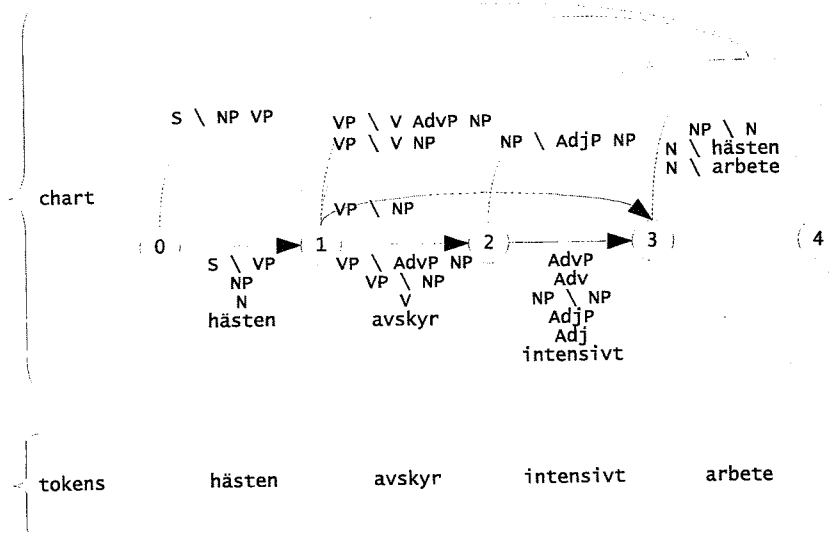 S \ NP VP
VP \ V AdvP NP
VP \ V NP
NP \ AdjP NP
NP \ N
N \ hästen
N \ arbete
chart
VP \ NP
0
1
2
3
4
S \ VP
NP
N
hästen
VP \ AdvP NP
VP \ NP
V
avskyr
AdvP
Adv
NP \ NP
AdjP
Adj
intensivt
tokens
hästen
avskyr
intensivt
arbete